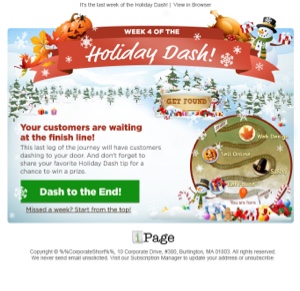 It's the last week of the Holiday Dash! | View in Browser
WEEK 4 OF THE
Holiday Dash!
GET FOUND
Your customers are waiting
at the finish line!
This last leg of the journey will have customers
dashing to your door. And don't forget to
share your favorite Holiday Dash tip for a
chance to win a prize.
Dash to the End!
Missed a week? Start from the top!
Web Design
Sell Online
You are here
iPage
Copyright © %%CorporateShort%%, 10 Corporate Drive, #300, Burlington, MA 01803. All rights reserved.
We never send email unsolicited. Visit our Subscription Manager to update your address or unsubscribe.